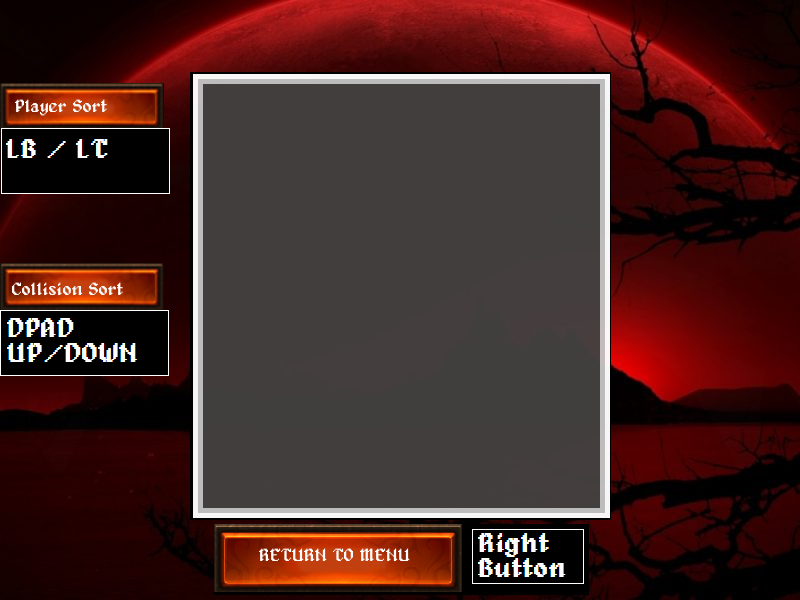 Player Sort
LB / LT
Collision Sort
DPAD
UP/DOWN
RETURN TO MENU
Right
Button